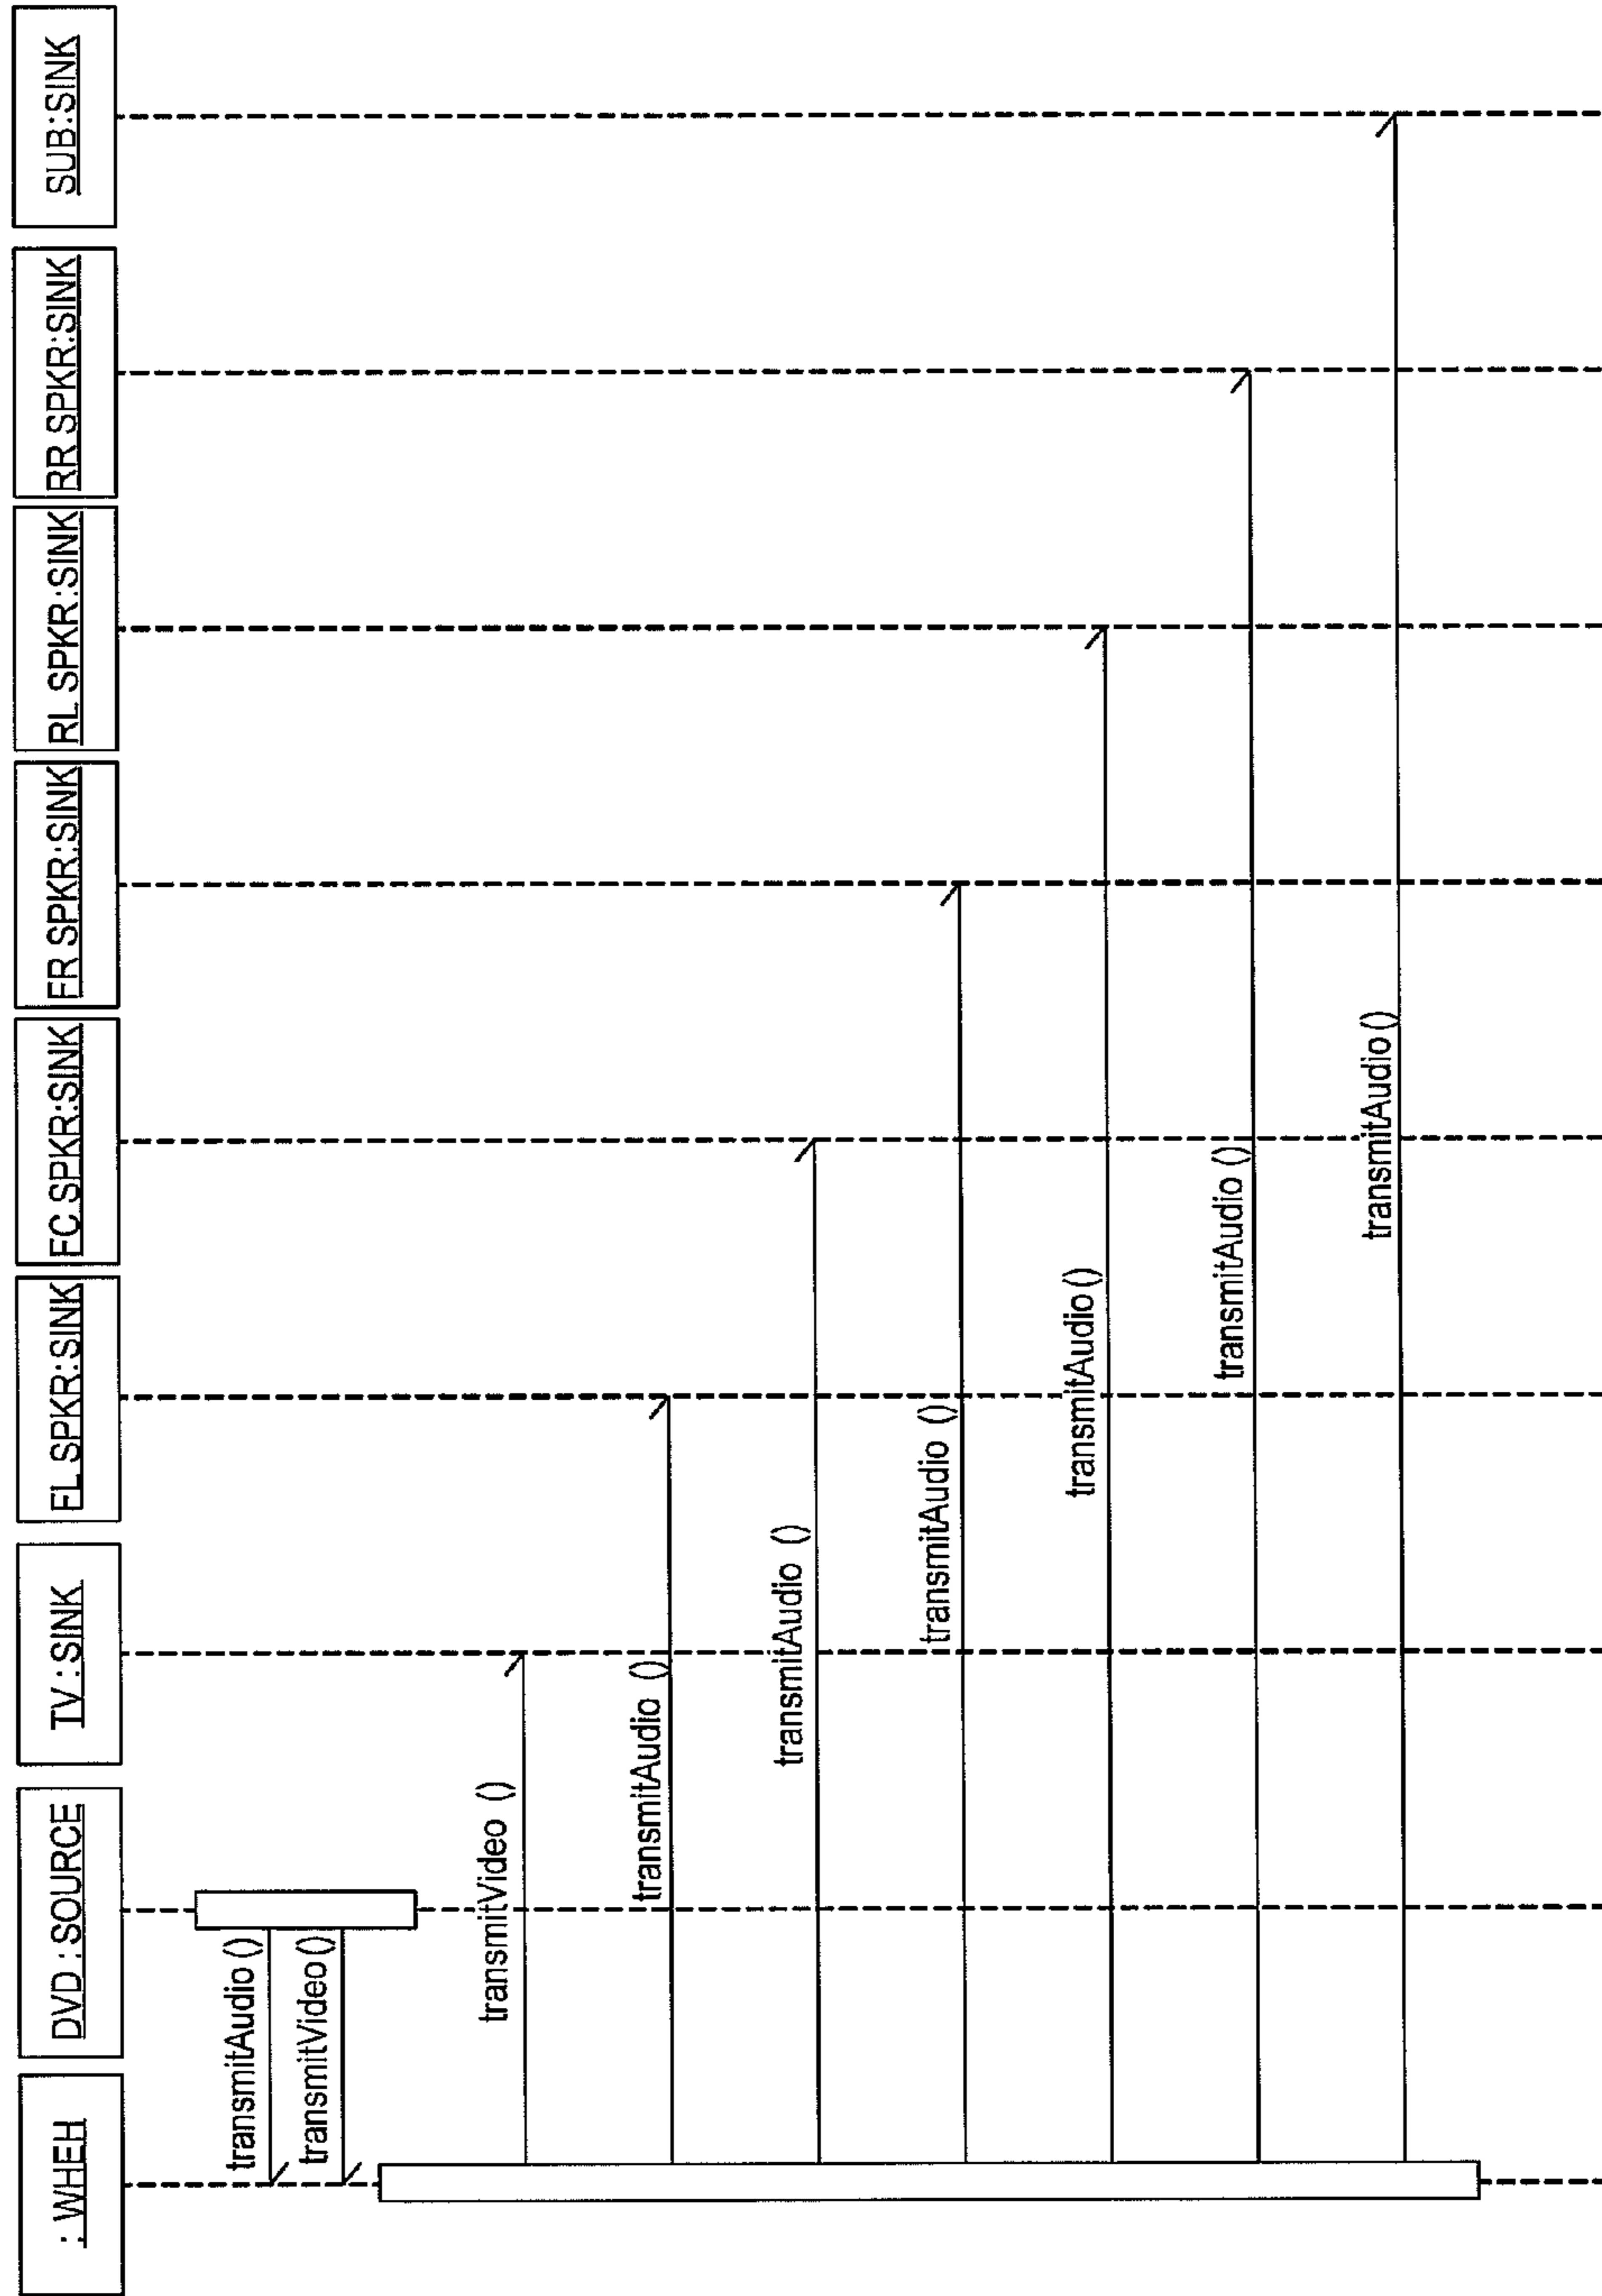 : WHEH
DVD : SOURCE
TV : SINK
FL SPKR:SINK
FC SPKR:SINK
FR SPKR:SINK
RL SPKR:SINK
RR SPKR:SINK
SUB:SINK
transmitAudio ()
transmitVideo ()
transmitVideo ()
transmitAudio ()
transmitAudio ()
transmitAudio ()
transmitAudio ()
transmitAudio ()
transmitAudio ()